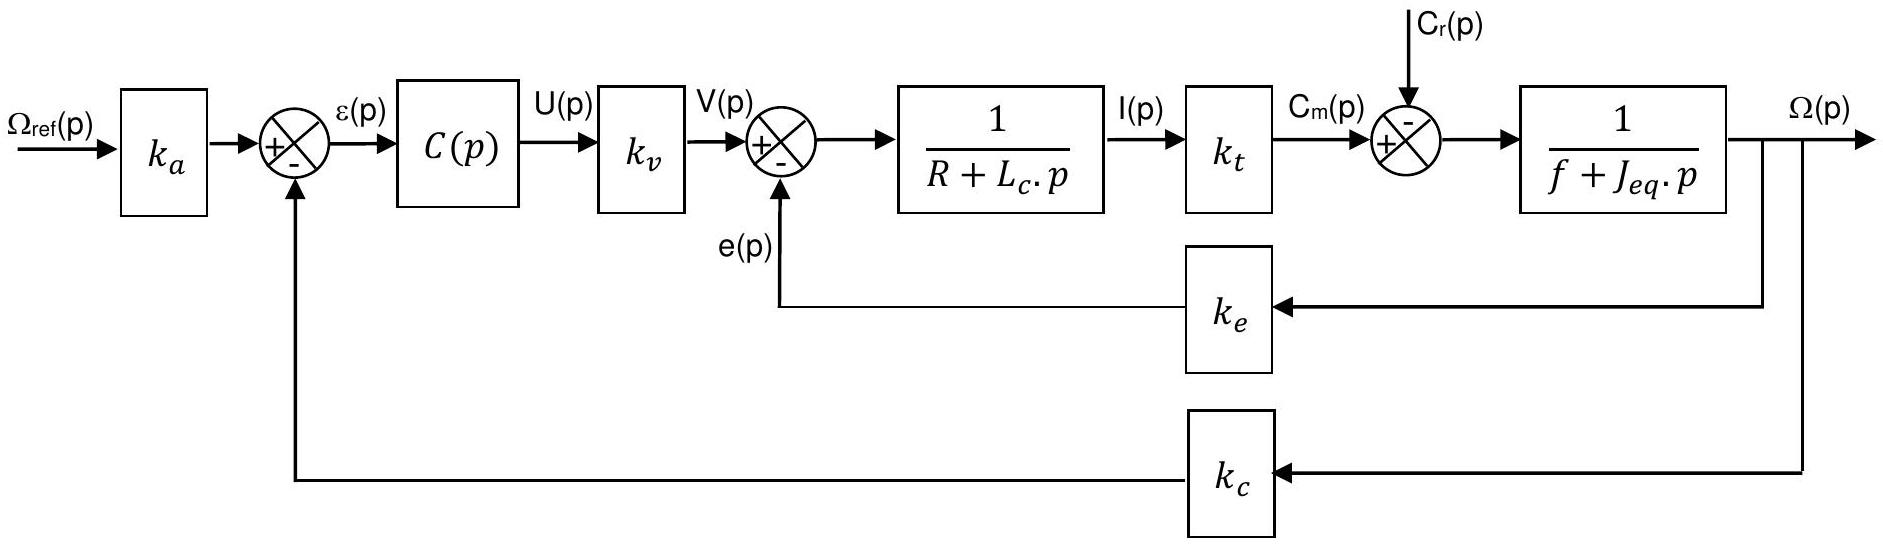 Cr(p)
Ωref(p)
ka
+
-
ε(p)
C(p)
U(p)
kv
V(p)
+
-
1
R + Lc. p
I(p)
kt
Cm(p)
-
+
1
f + Jeq. p
Ω(p)
e(p)
ke
kc